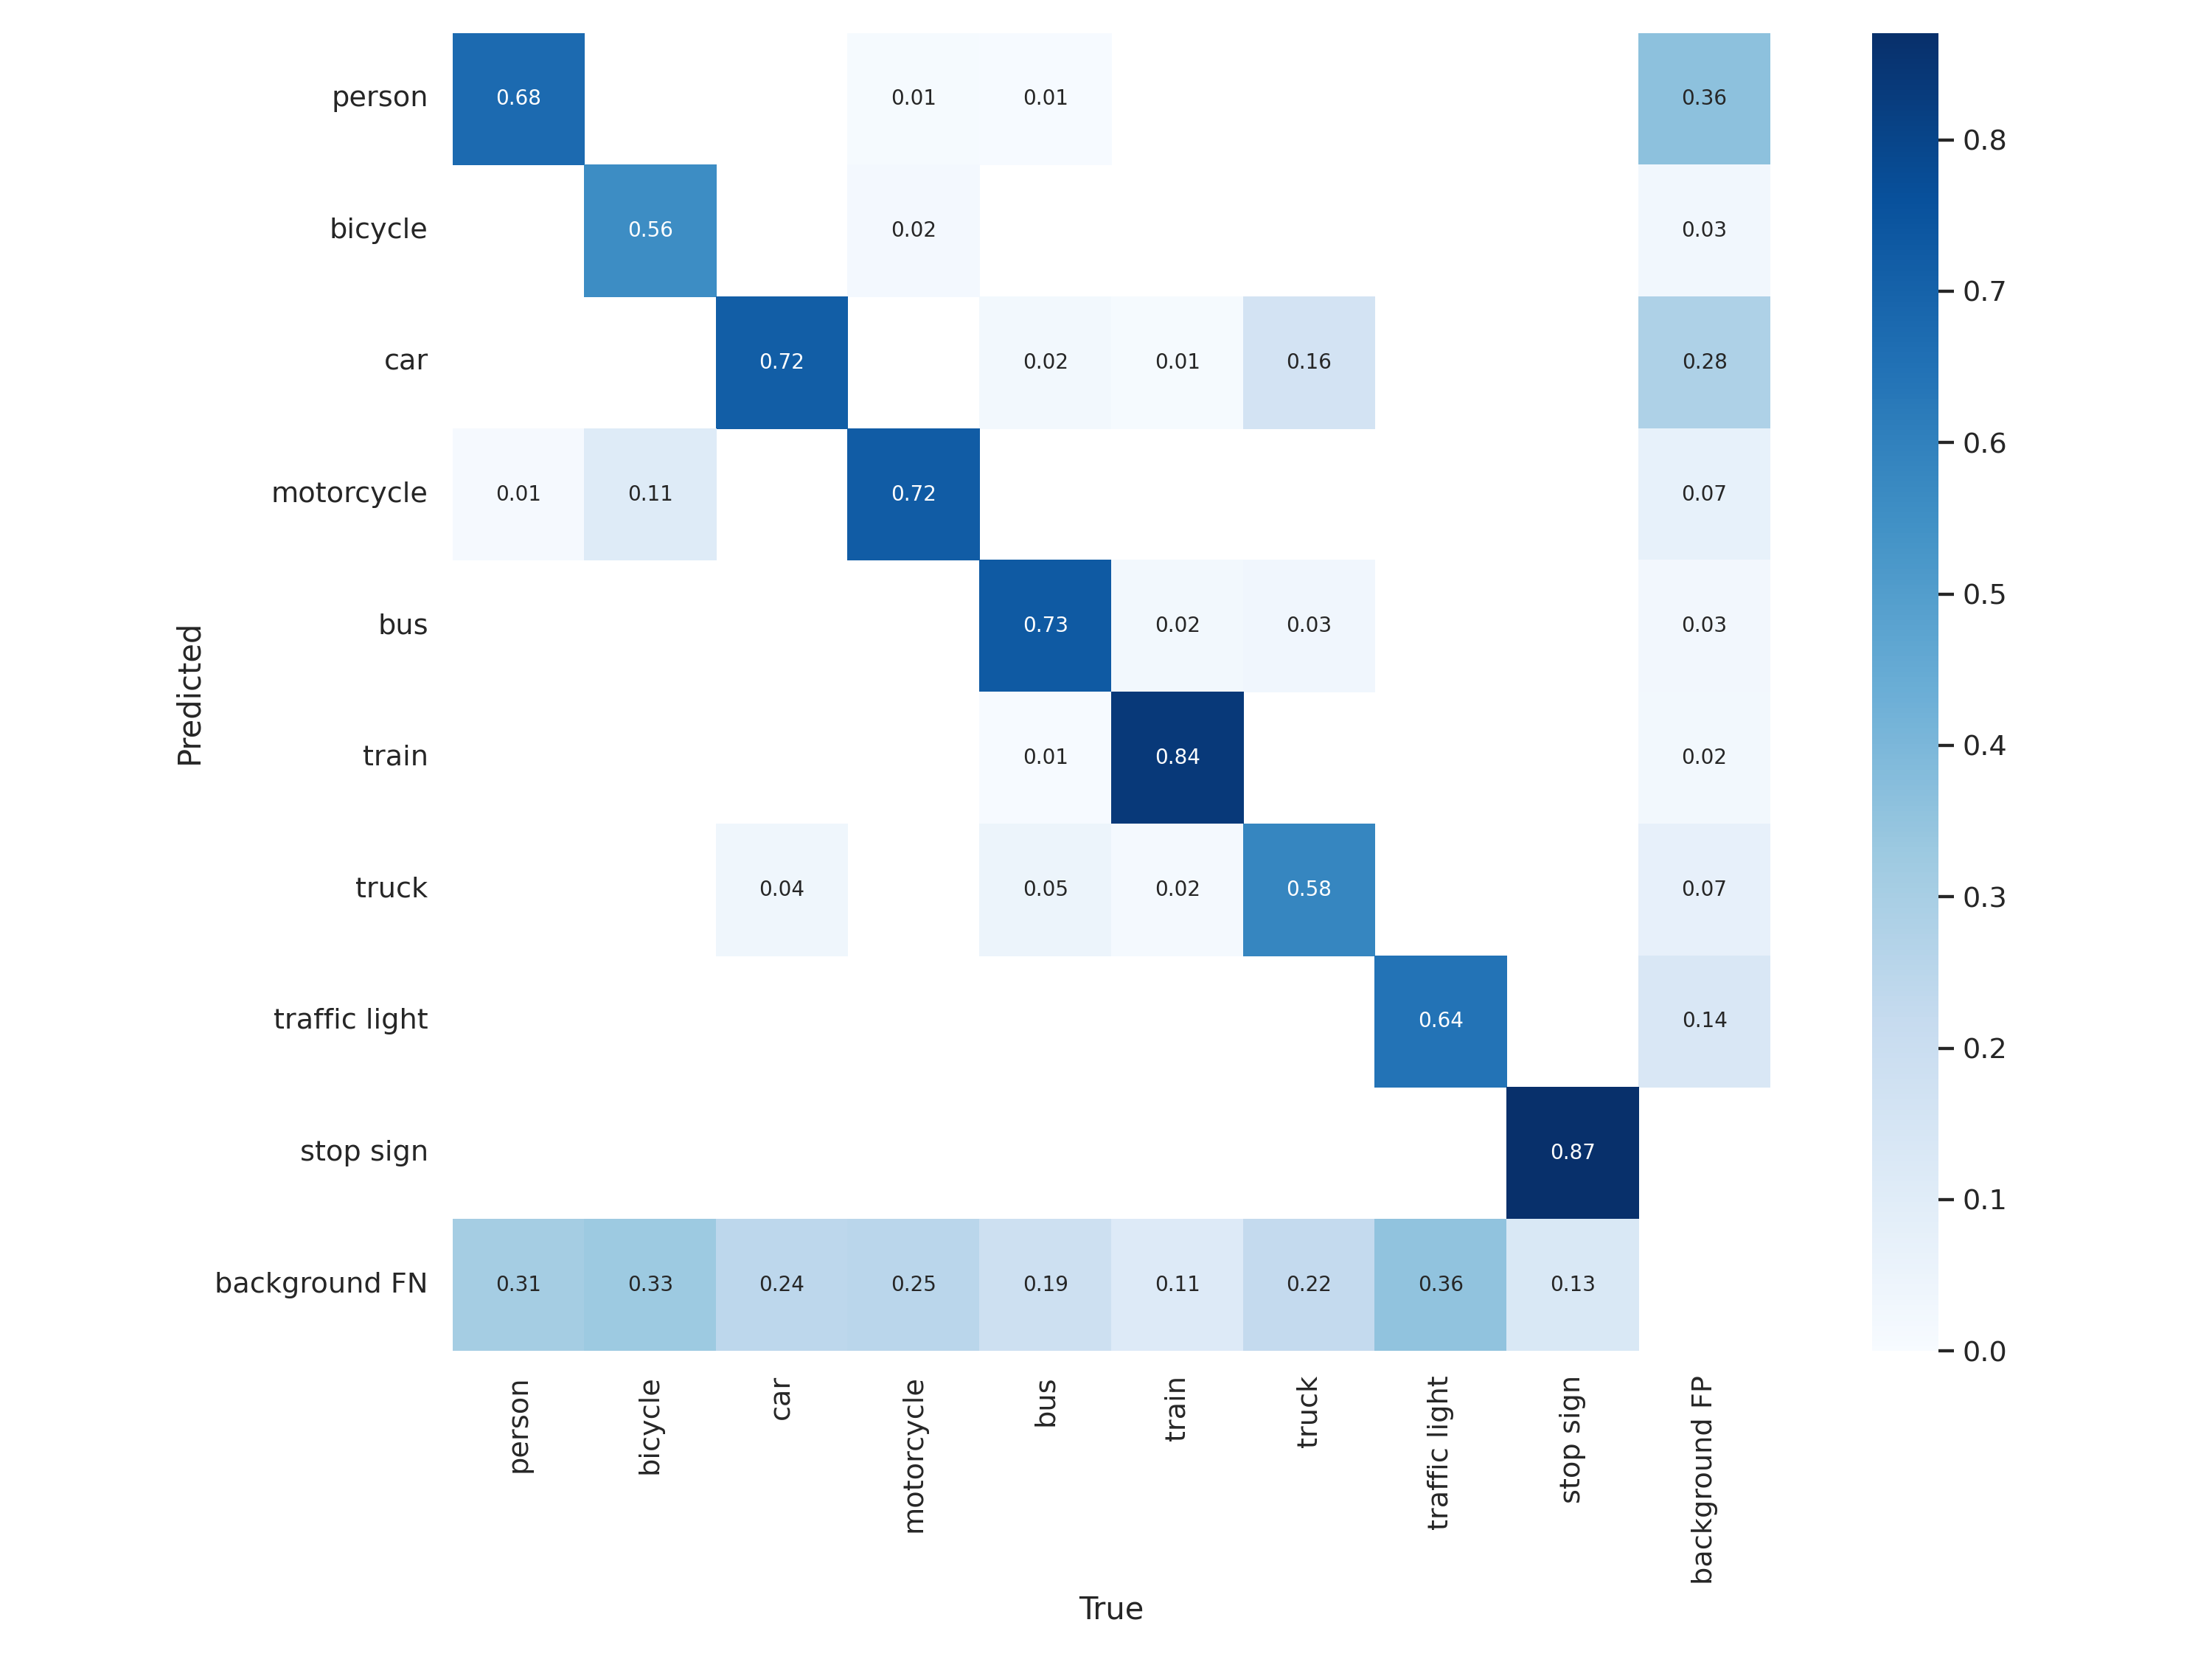 person 0.68 0.01 0.01 0.36
bicycle 0.56 0.02 0.03
car 0.72 0.02 0.01 0.16 0.28
motorcycle 0.01 0.11 0.72 0.07
bus 0.73 0.02 0.03 0.03
train 0.01 0.84 0.02
truck 0.04 0.05 0.02 0.58 0.07
traffic light 0.64 0.14
stop sign 0.87
background FN 0.31 0.33 0.24 0.25 0.19 0.11 0.22 0.36 0.13
Predicted
person bicycle car motorcycle bus train truck traffic light stop sign background FP
True
0.8
0.7
0.6
0.5
0.4
0.3
0.2
0.1
0.0